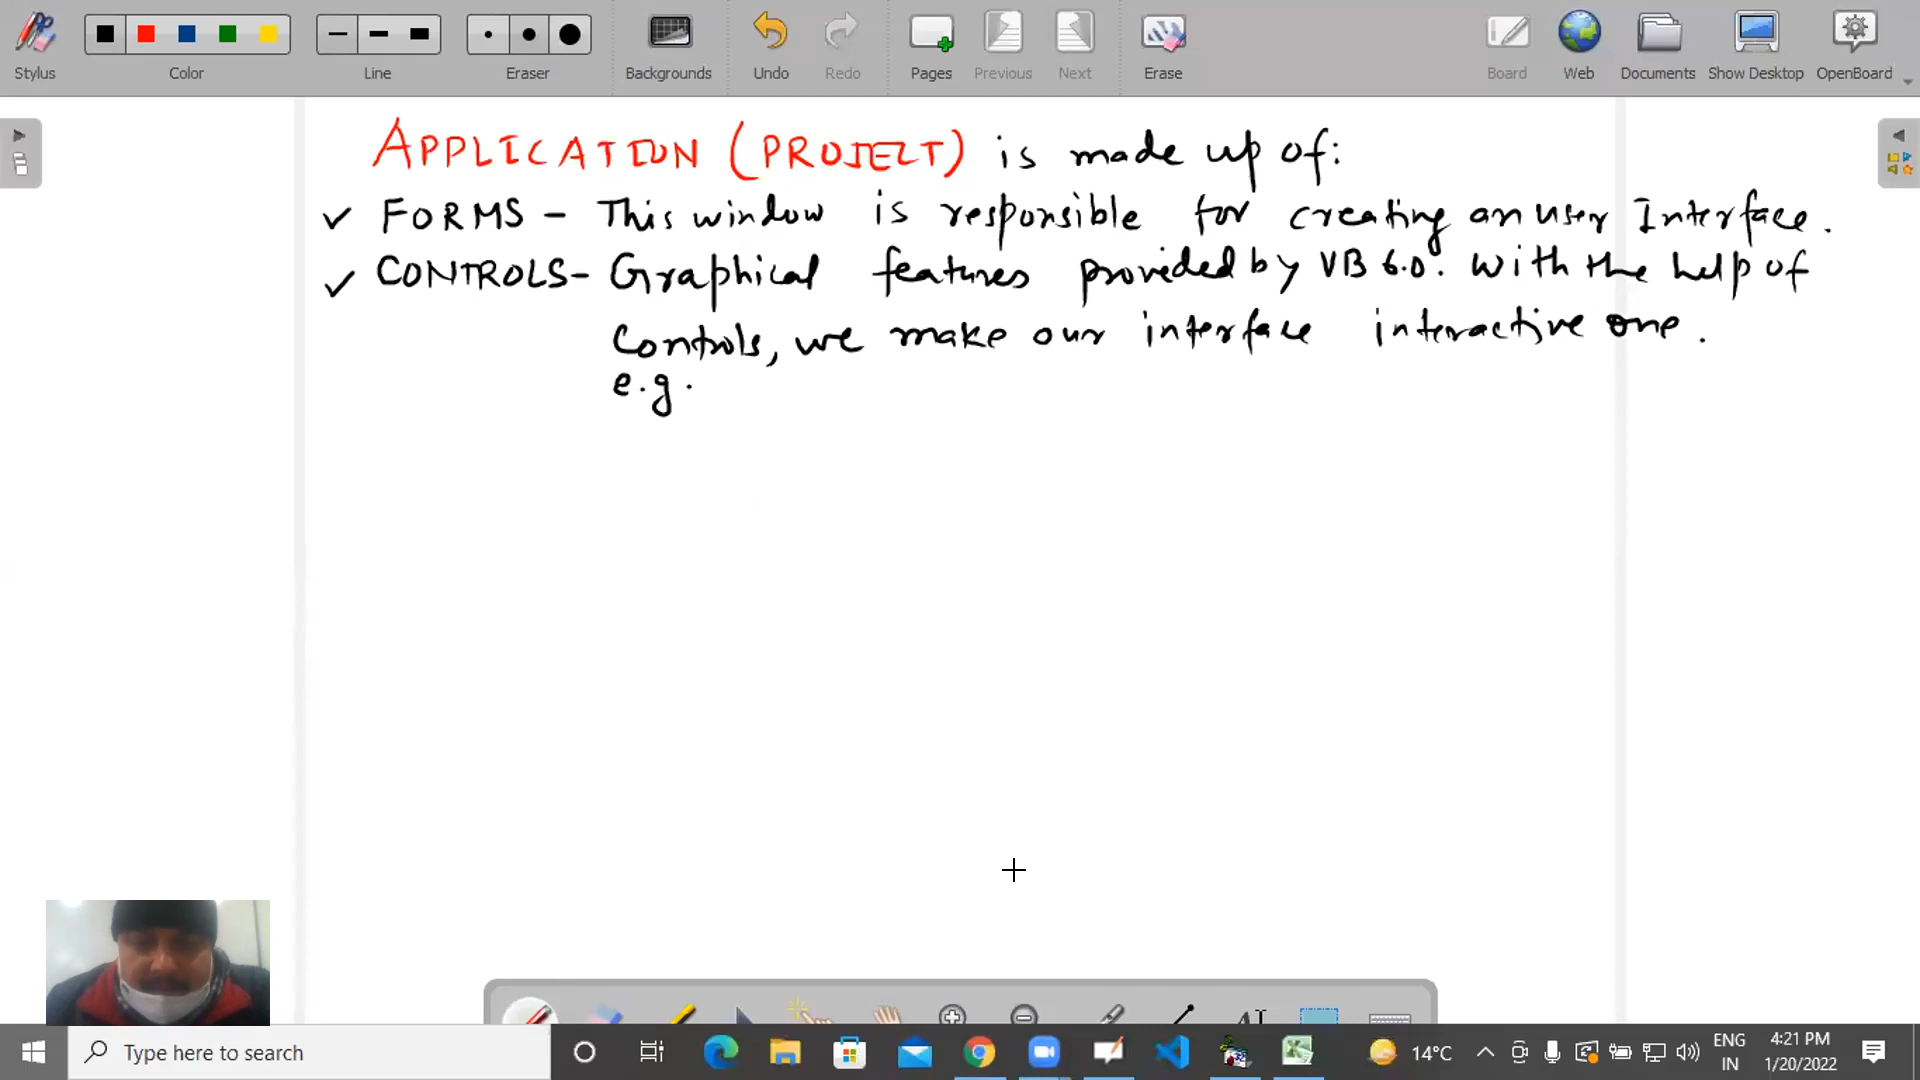 Stylus
Color
Line
Eraser
Backgrounds
Undo
Redo
Pages
Previous
Next
Erase
Board
Web
Documents
Show Desktop
OpenBoard
APPLICATION (PROJECT) is made up of:
✓ FORMS - This window is responsible for creating an user Interface.
✓ CONTROLS - Graphical features provided by VB 6.0. With the help of
Controls, we make our interface interactive one.
e.g.
Type here to search
14°C
ENG
IN
4:21 PM
1/20/2022